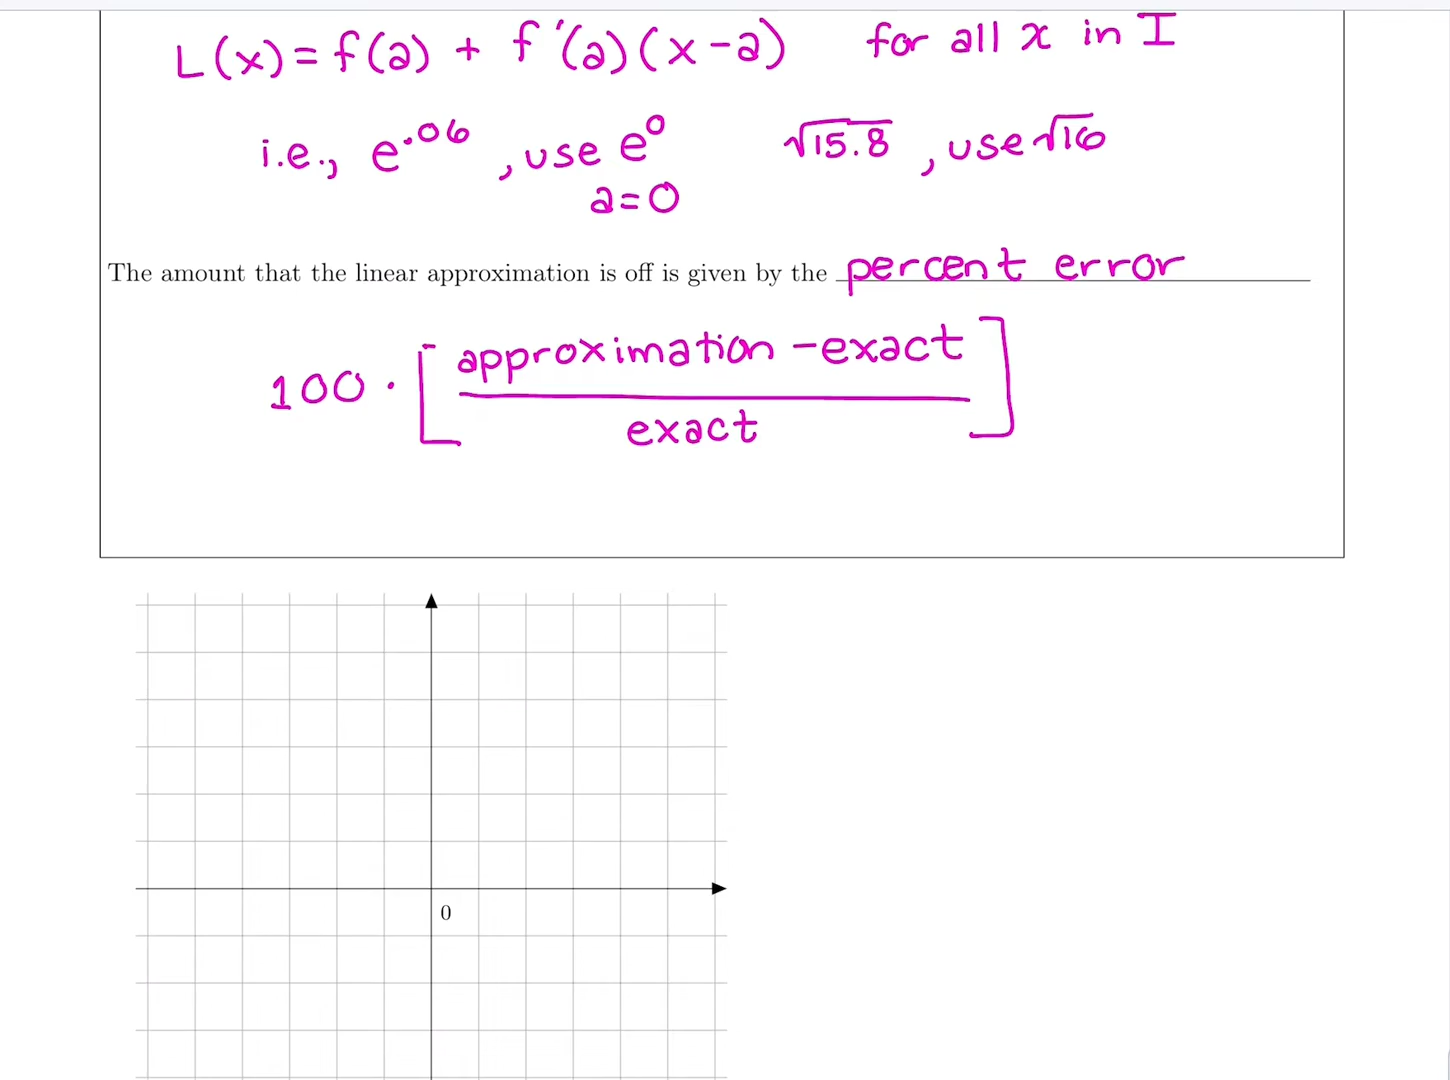 L(x) = f(a) + f'(a)(x-a) for all x in I
i.e., e^.06, use e^0 √15.8, use √16
a=0
The amount that the linear approximation is off is given by the percent error
100 · [approximation - exact / exact]
0